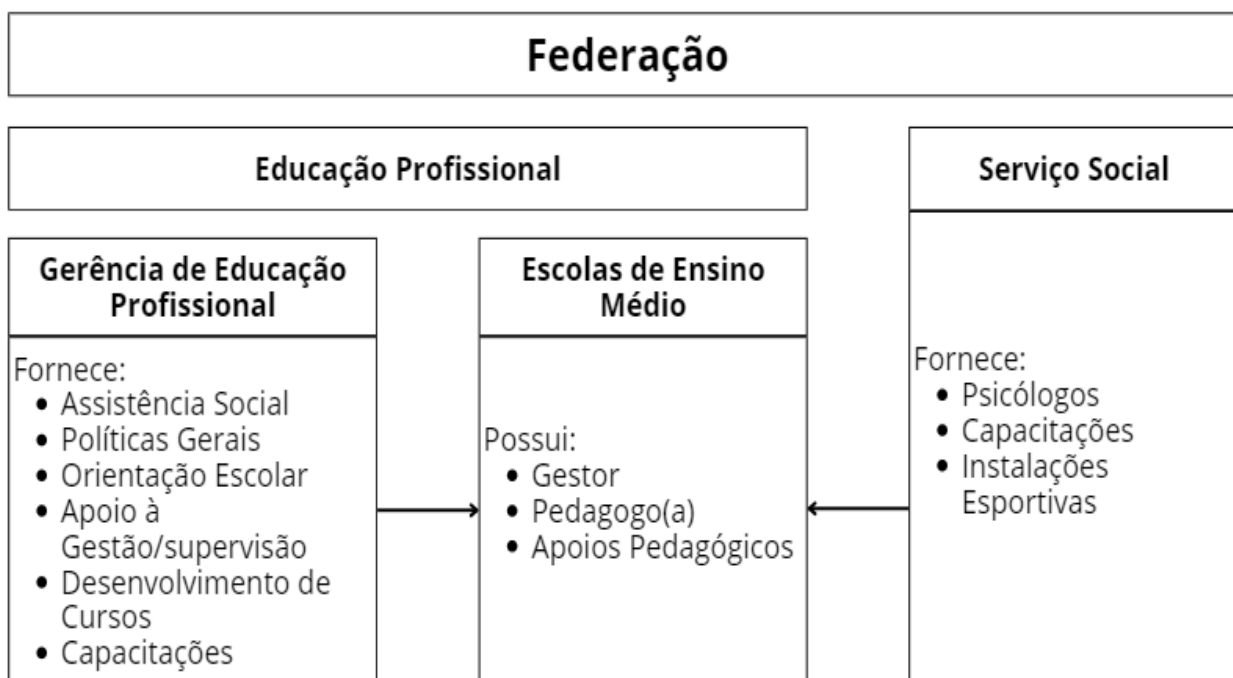 Federação
Educação Profissional
Serviço Social
Gerência de Educação
Profissional
Fornece:
• Assistência Social
• Políticas Gerais
• Orientação Escolar
• Apoio à
Gestão/supervisão
• Desenvolvimento de
Cursos
• Capacitações
Escolas de Ensino
Médio
Possui:
• Gestor
• Pedagogo(a)
• Apoios Pedagógicos
Fornece:
• Psicólogos
• Capacitações
• Instalações
Esportivas